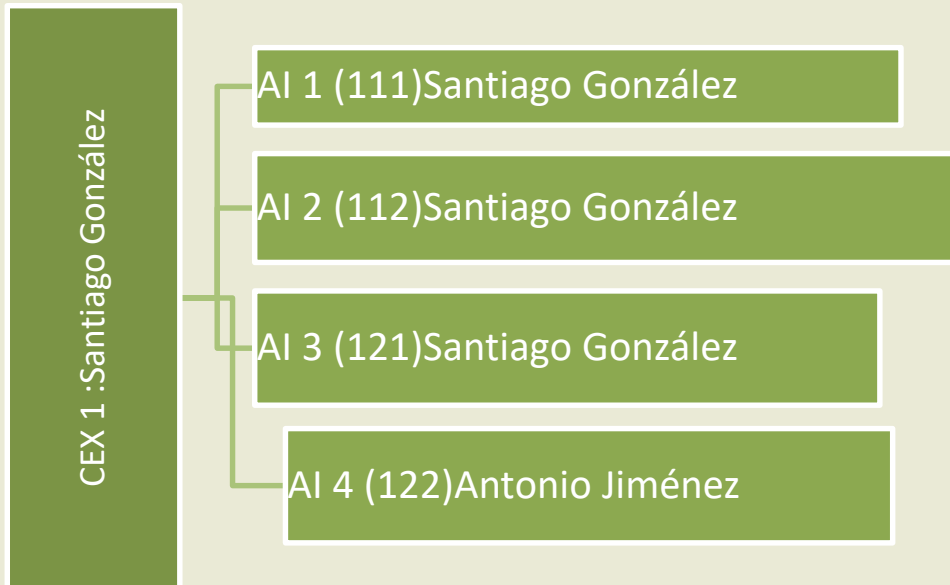 CEX 1 :Santiago González
AI 1 (111)Santiago González
AI 2 (112)Santiago González
AI 3 (121)Santiago González
AI 4 (122)Antonio Jiménez